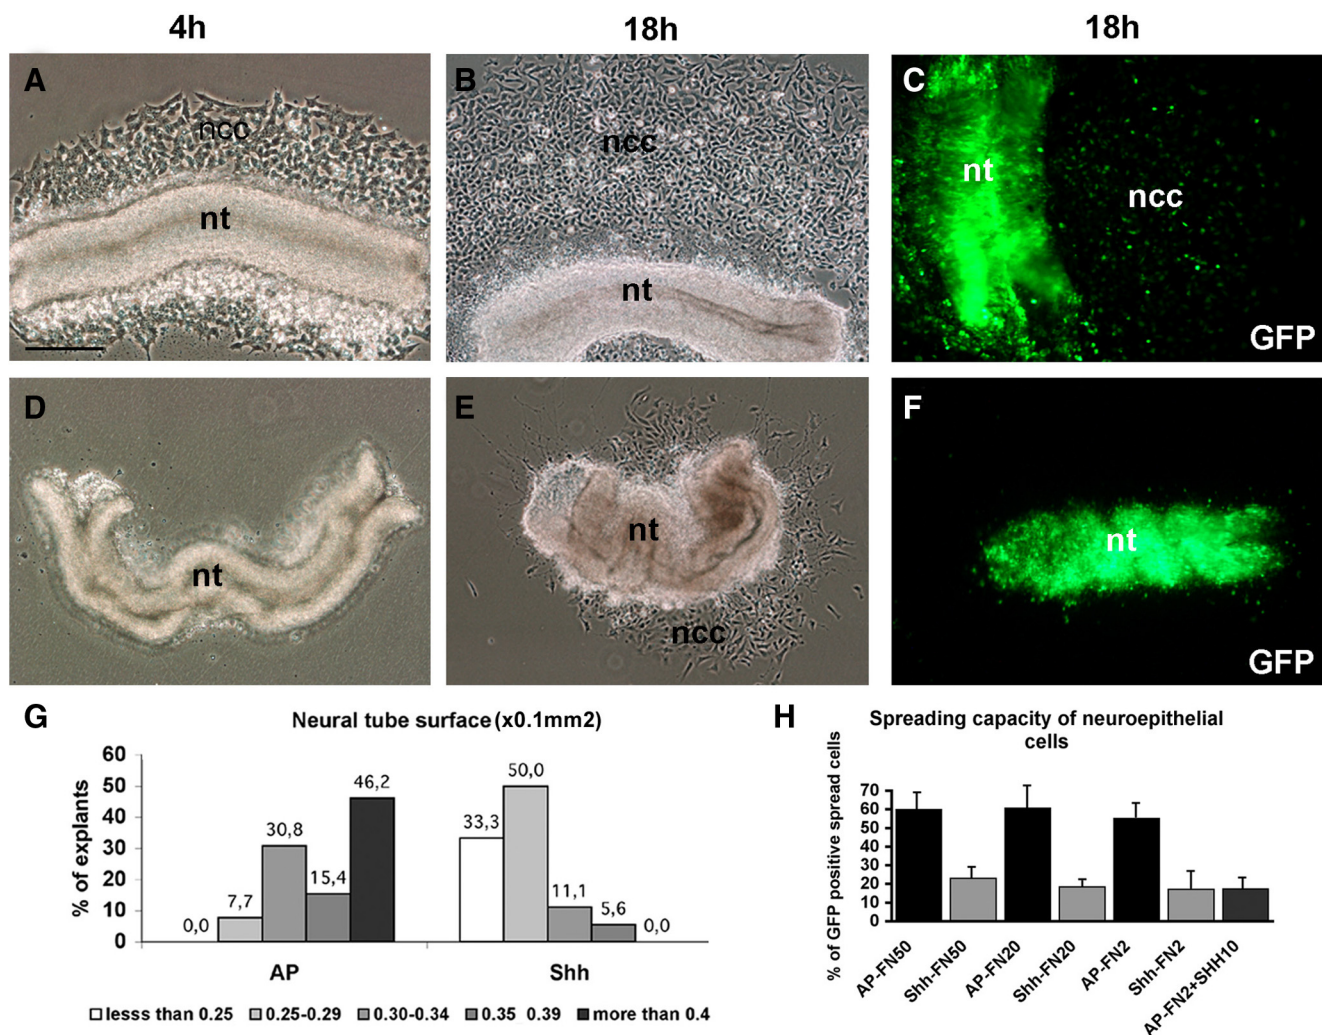 4h
18h
18h
A
ncc
nt
B
ncc
nt
C
nt
ncc
GFP
D
nt
E
nt
ncc
F
nt
GFP
G
Neural tube surface (x0.1mm2)
% of explants
60
50
40
30
20
10
0
0,0
7,7
30,8
15,4
46,2
33,3
50,0
11,1
5,6
0,0
AP
Shh
lesss than 0.25
0.25-0.29
0.30-0.34
0.35 0.39
more than 0.4
H
Spreading capacity of neuroepithelial
cells
% of GFP positive spread cells
70
60
50
40
30
20
10
0
AP-FN50
Shh-FN50
AP-FN20
Shh-FN20
AP-FN2
Shh-FN2
AP-FN2+SHH10